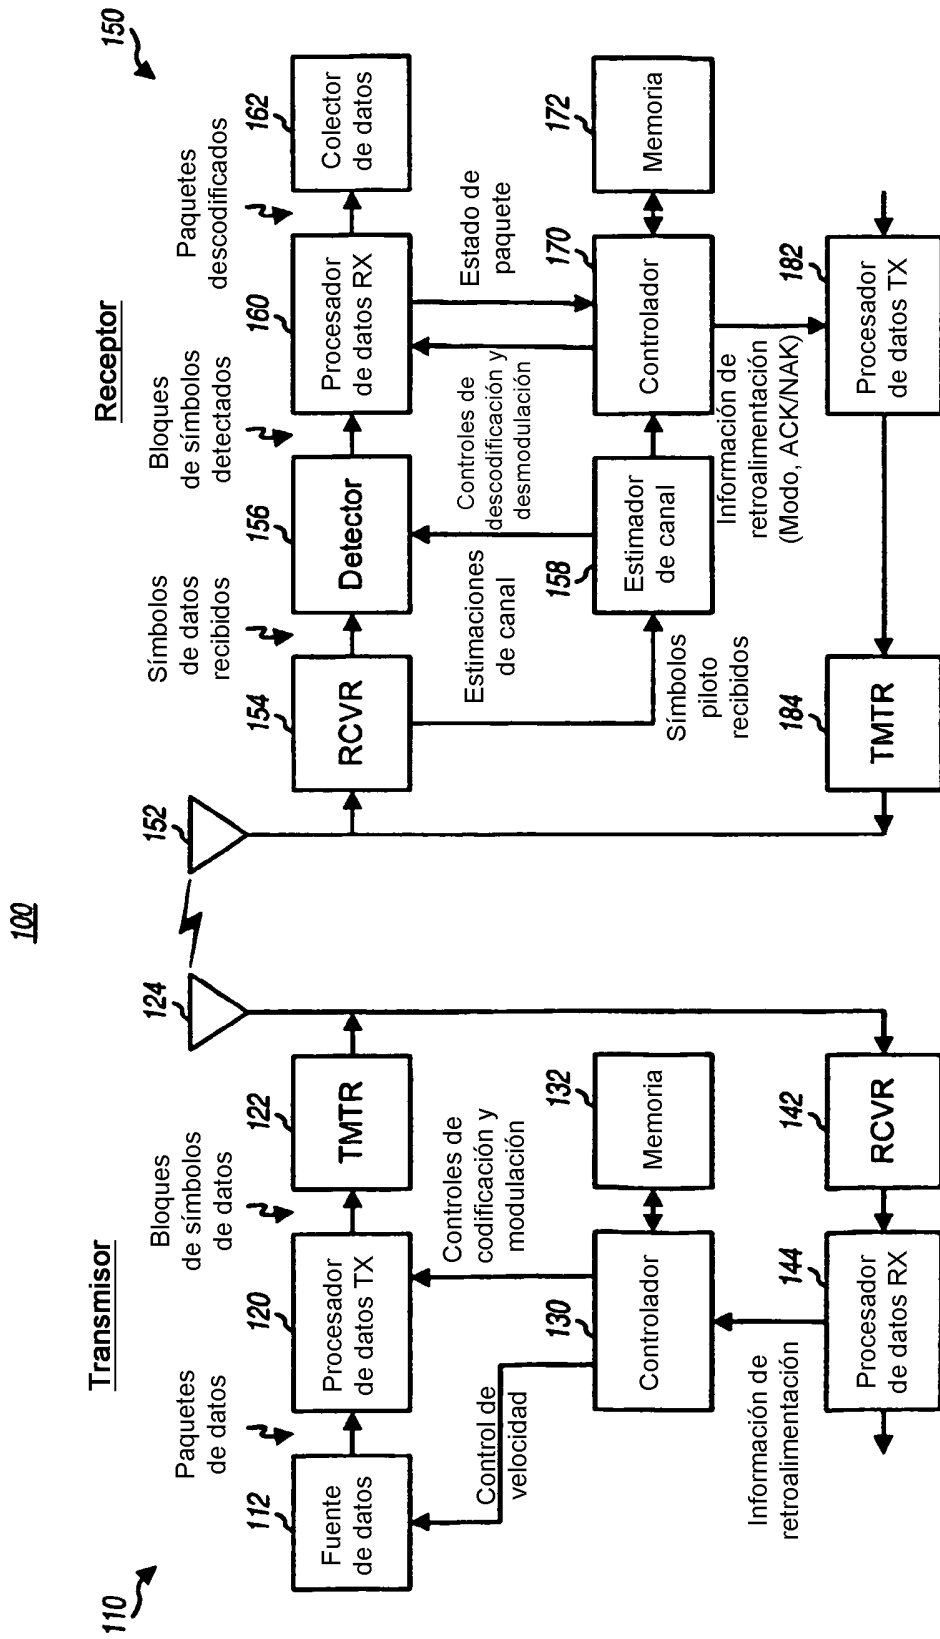 100
110
Transmisor
112
Fuente
de datos
Paquetes
de datos
120
Procesador
de datos TX
Bloques
de símbolos
de datos
122
TMTR
124
Control de
velocidad
Controles de
codificación y
modulación
130
Controlador
132
Memoria
Información de
retroalimentación
144
Procesador
de datos RX
142
RCVR
150
Receptor
152
154
RCVR
Símbolos
de datos
recibidos
156
Detector
Bloques
de símbolos
detectados
160
Procesador
de datos RX
Paquetes
descodificados
162
Colector
de datos
Estimaciones
de canal
Controles de
descodificación y
desmodulación
Estado de
paquete
Símbolos
piloto
recibidos
158
Estimador
de canal
170
Controlador
172
Memoria
Información de
retroalimentación
(Modo, ACK/NAK)
184
TMTR
182
Procesador
de datos TX